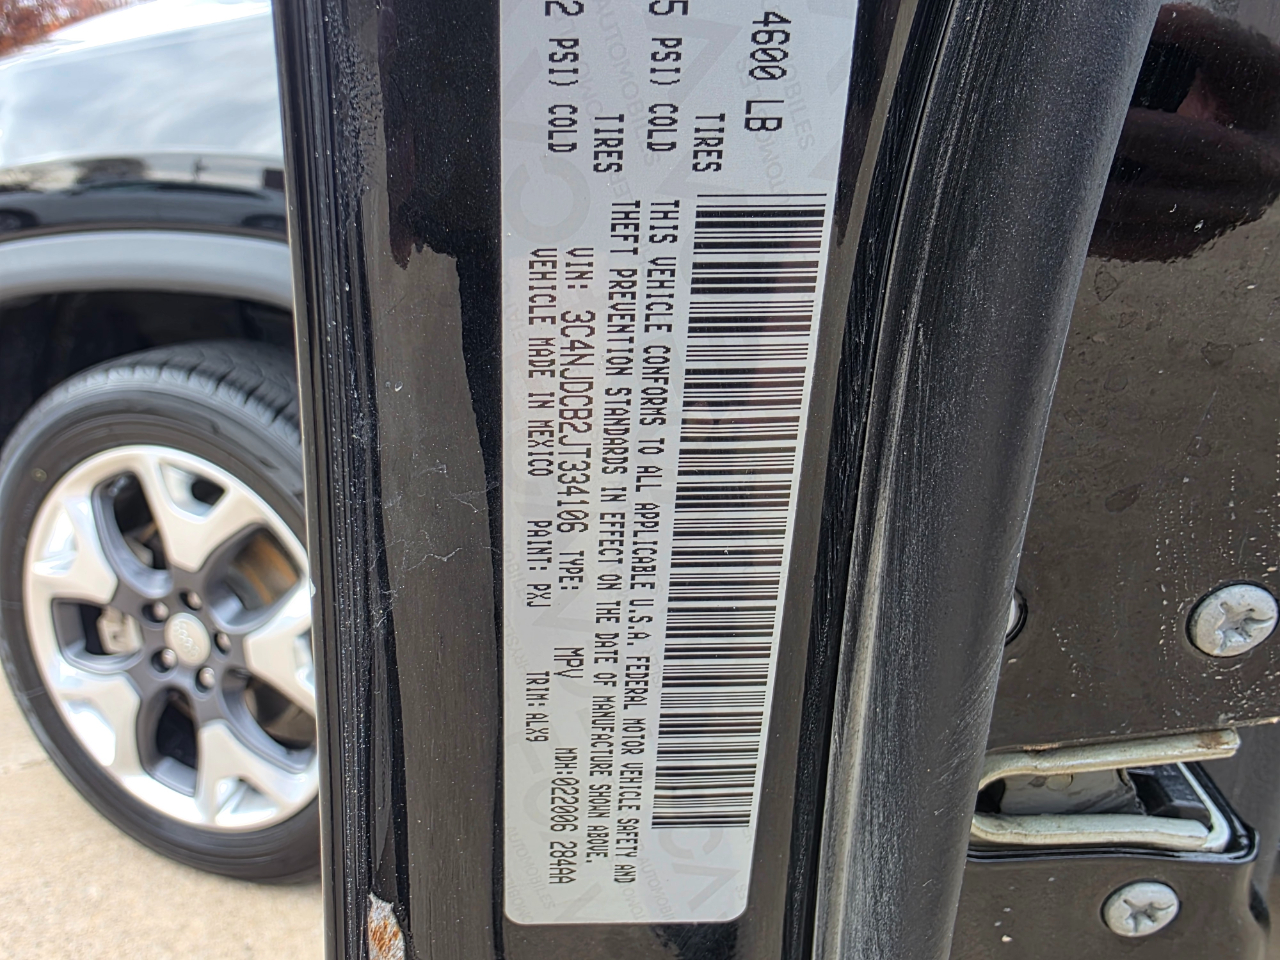 4600 LB
TIRES
5 PSI) COLD
TIRES
2 PSI) COLD
THIS VEHICLE CONFORMS TO ALL APPLICABLE U.S.A. FEDERAL MOTOR VEHICLE SAFETY AND
THEFT PREVENTION STANDARDS IN EFFECT ON THE DATE OF MANUFACTURE SHOWN ABOVE.
VIN: 3C4NJDCB2JT334106 TYPE: MPV MDH:022006 284AA
VEHICLE MADE IN MEXICO PAINT: PXJ TRIM: ALX9